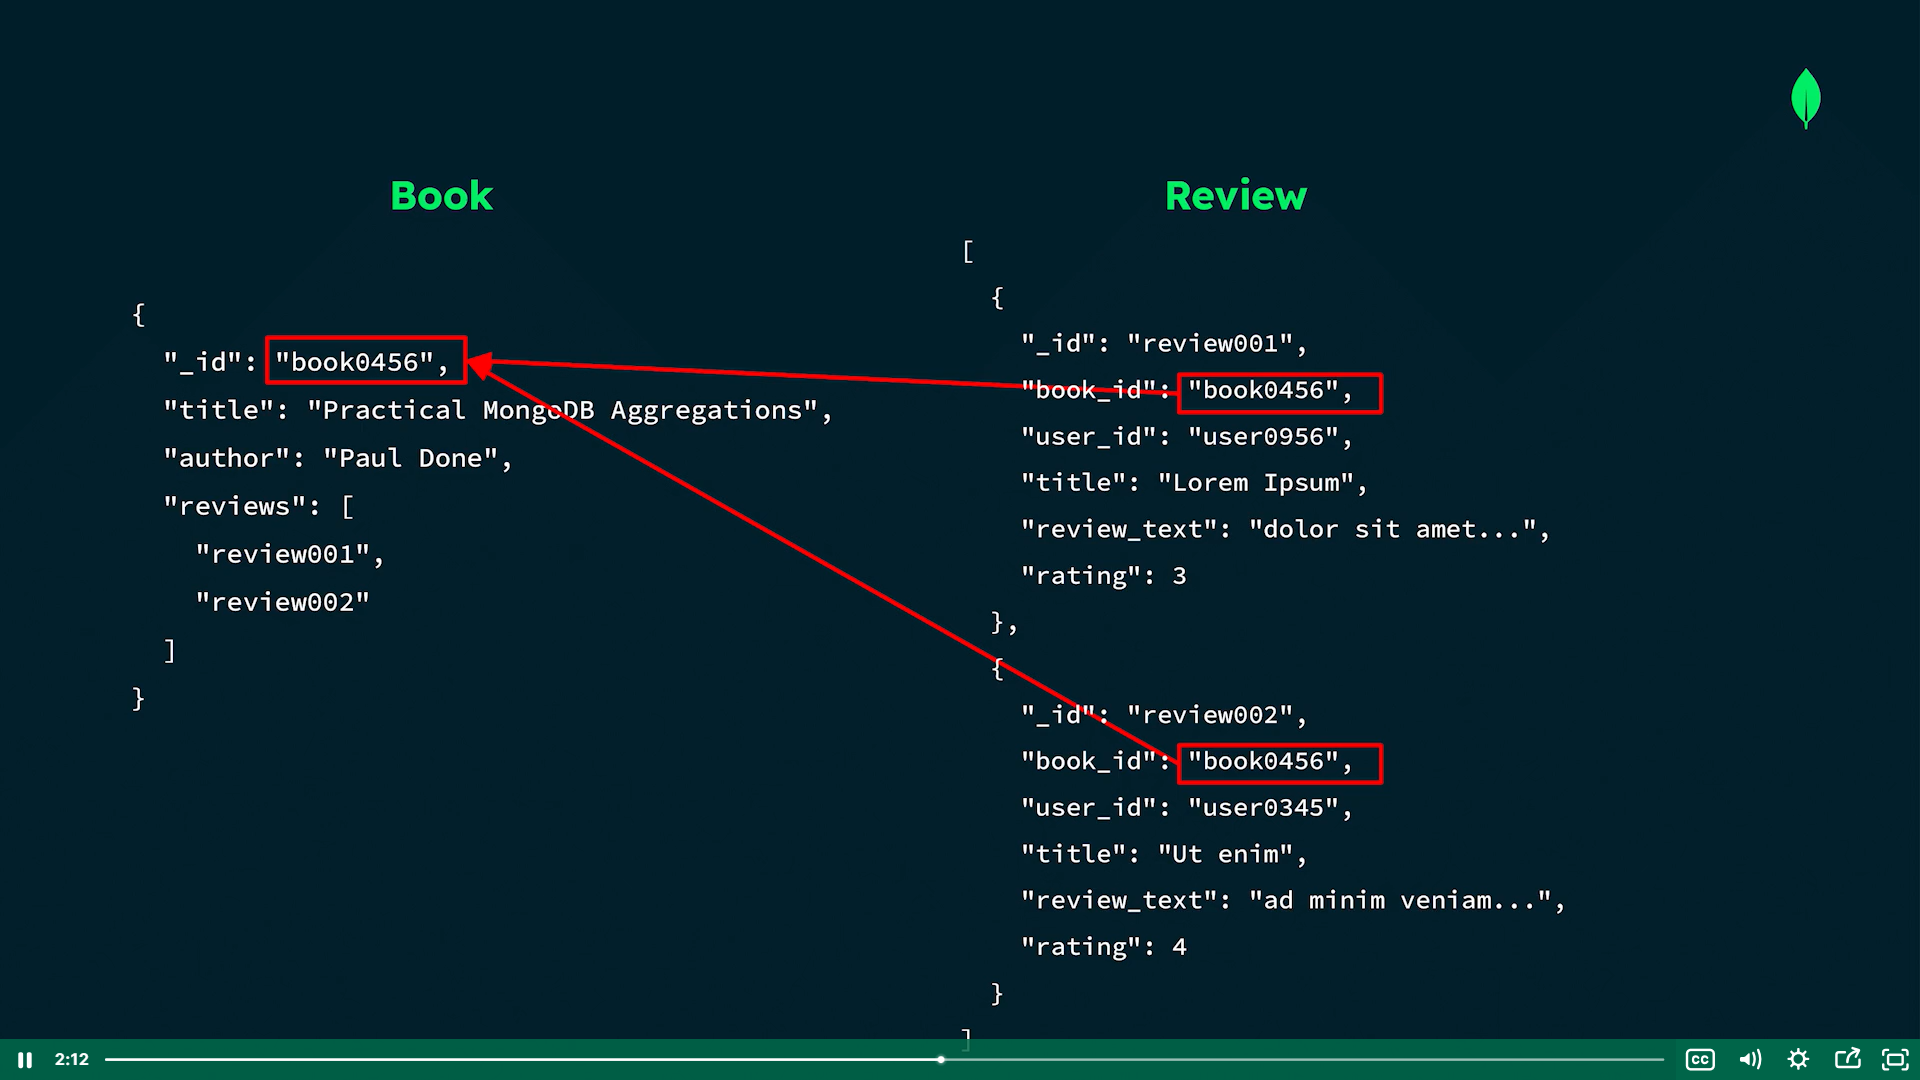 Book
{
"_id": "book0456",
"title": "Practical MongoDB Aggregations",
"author": "Paul Done",
"reviews": [
"review001",
"review002"
]
}
Review
[
{
"_id": "review001",
"book_id": "book0456",
"user_id": "user0956",
"title": "Lorem Ipsum",
"review_text": "dolor sit amet...",
"rating": 3
},
{
"_id": "review002",
"book_id": "book0456",
"user_id": "user0345",
"title": "Ut enim",
"review_text": "ad minim veniam...",
"rating": 4
}
]
2:12
CC